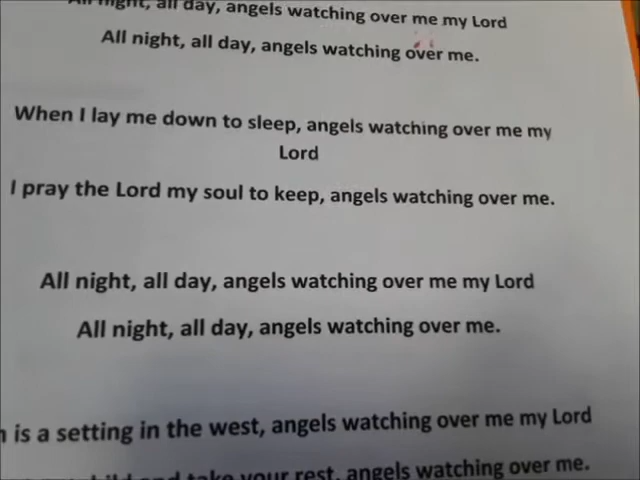 night, all day, angels watching over me my Lord
All night, all day, angels watching over me.
When I lay me down to sleep, angels watching over me my
Lord
I pray the Lord my soul to keep, angels watching over me.
All night, all day, angels watching over me my Lord
All night, all day, angels watching over me.
is a setting in the west, angels watching over me my Lord
and take your rest, angels watching over me.